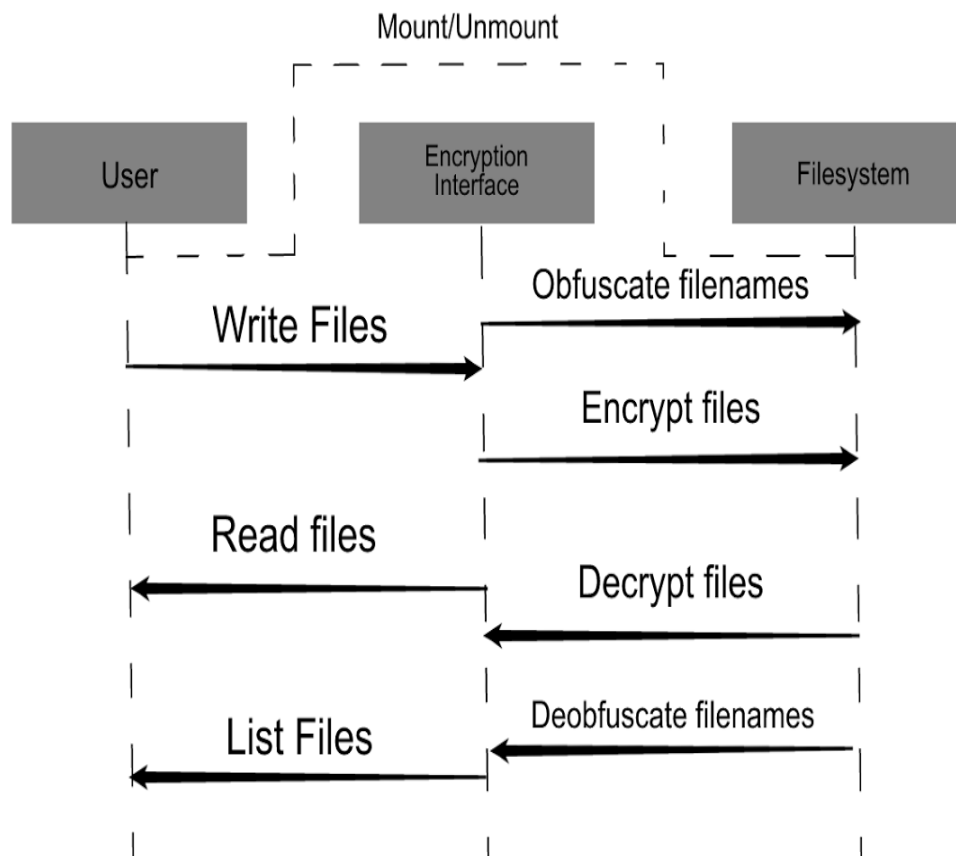 Mount/Unmount
User
Encryption
Interface
Filesystem
Obfuscate filenames
Write Files
Encrypt files
Read files
Decrypt files
Deobfuscate filenames
List Files